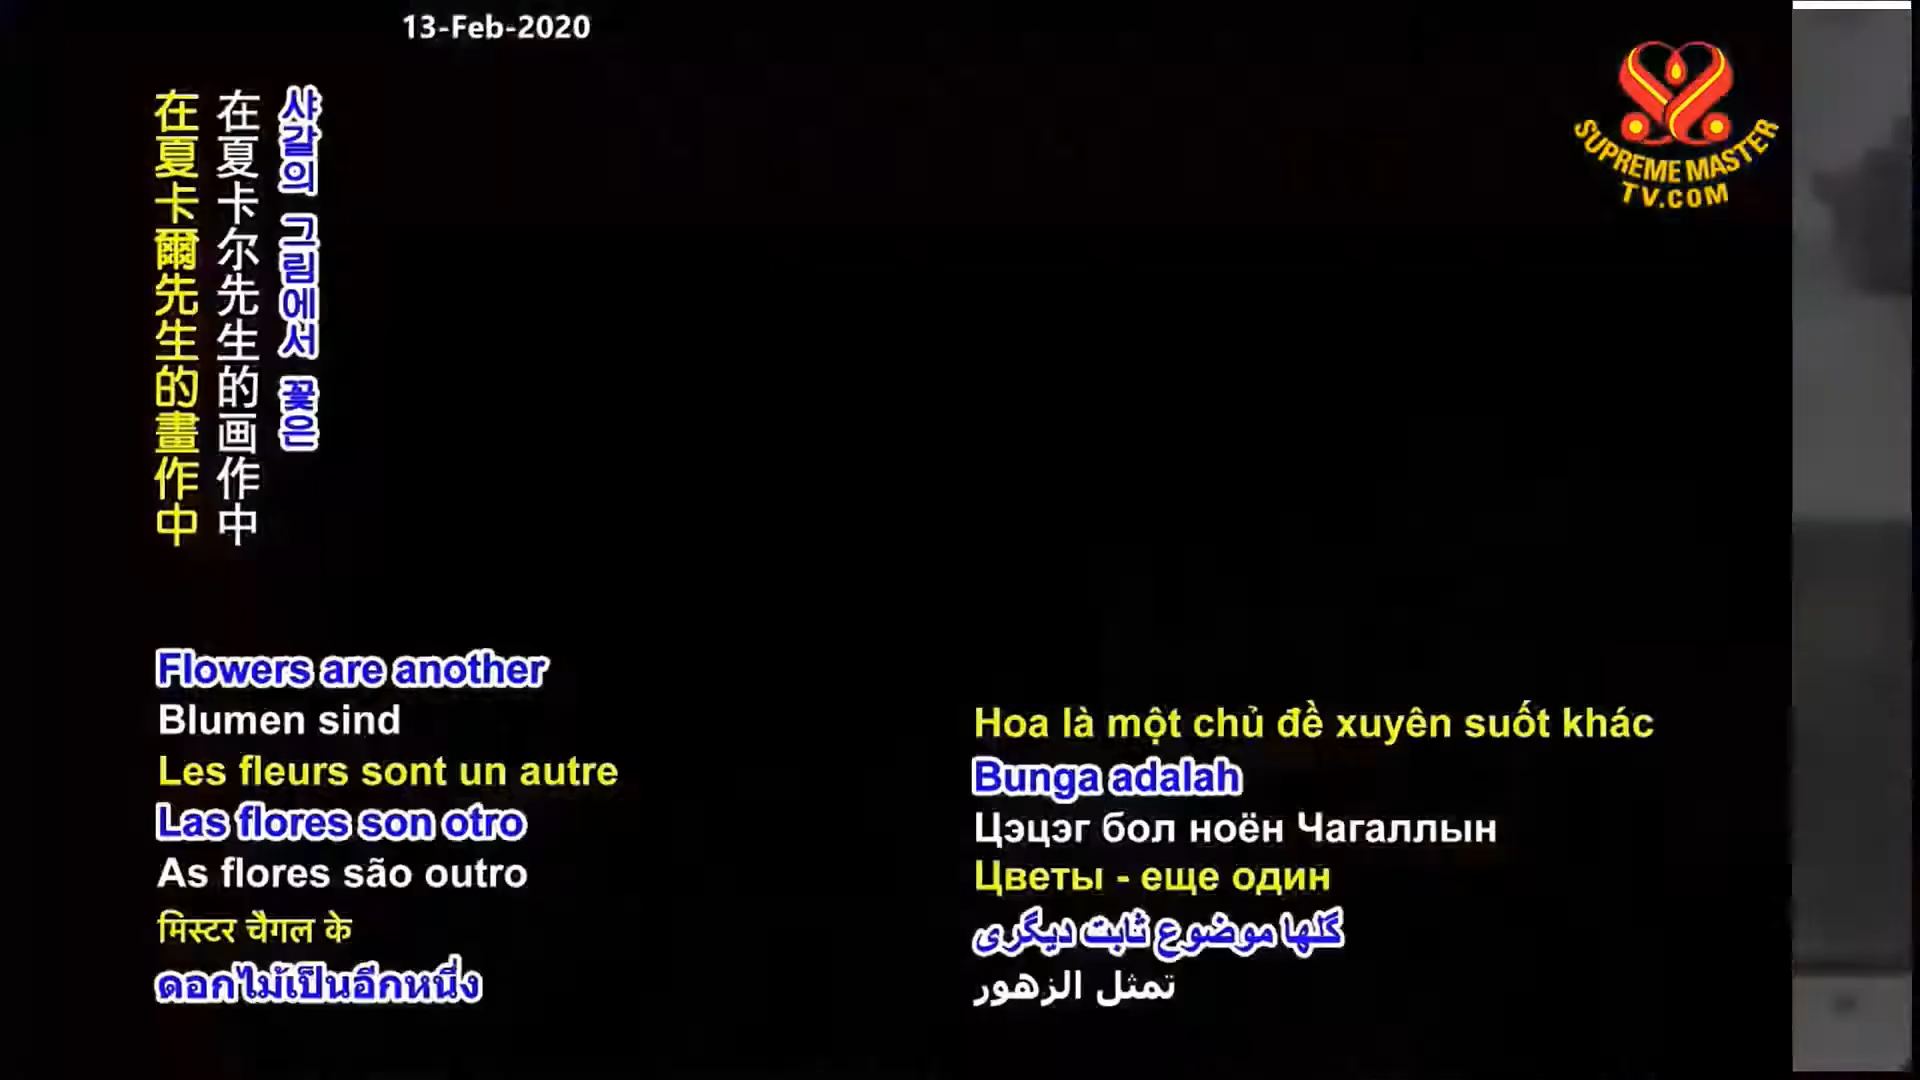 13-Feb-2020
SUPREME MASTER
TV.COM
在夏卡爾先生的畫作中
在夏卡尔先生的画作中
샤갈의 그림에서 꽃은
Flowers are another
Blumen sind
Les fleurs sont un autre
Las flores son otro
As flores são outro
मिस्टर चैगल के
ดอกไม้เป็นอีกหนึ่ง
Hoa là một chủ đề xuyên suốt khác
Bunga adalah
Цэцэг бол ноён Чагаллын
Цветы - еще один
گلها موضوع ثابت دیگری
تمثل الزهور